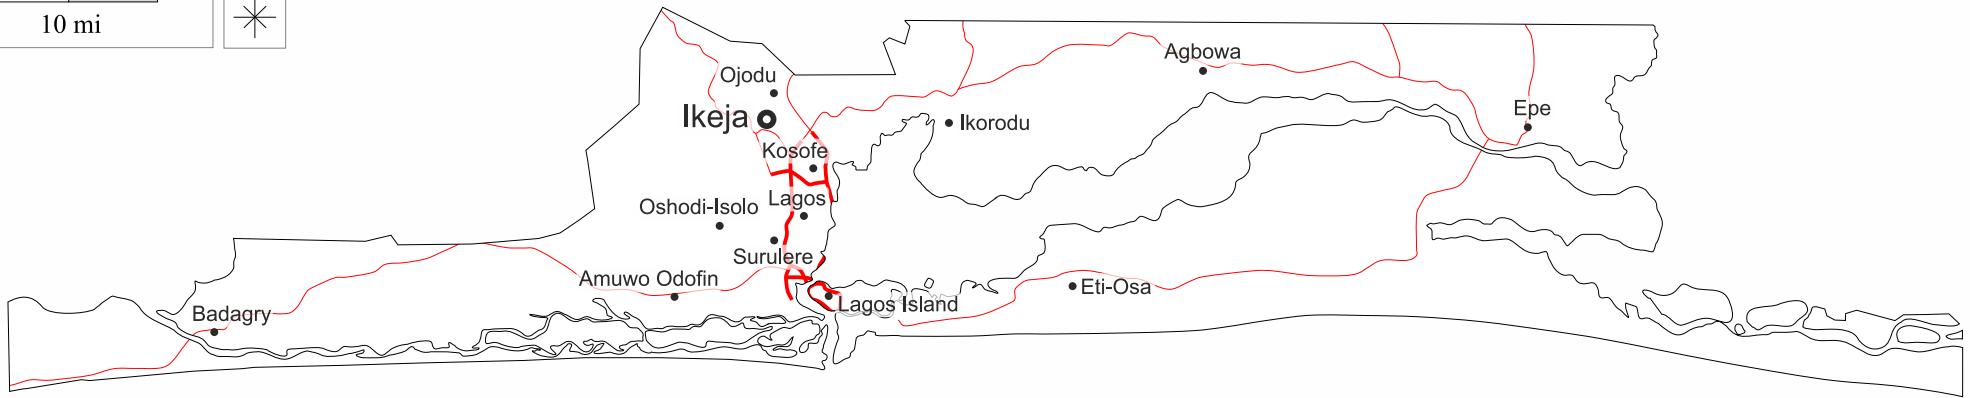 10 mi
Agbowa
Ojodu
Epe
Ikeja
Ikorodu
Kosofe
Lagos
Oshodi-Isolo
Surulere
Amuwo Odofin
Eti-Osa
Lagos Island
Badagry